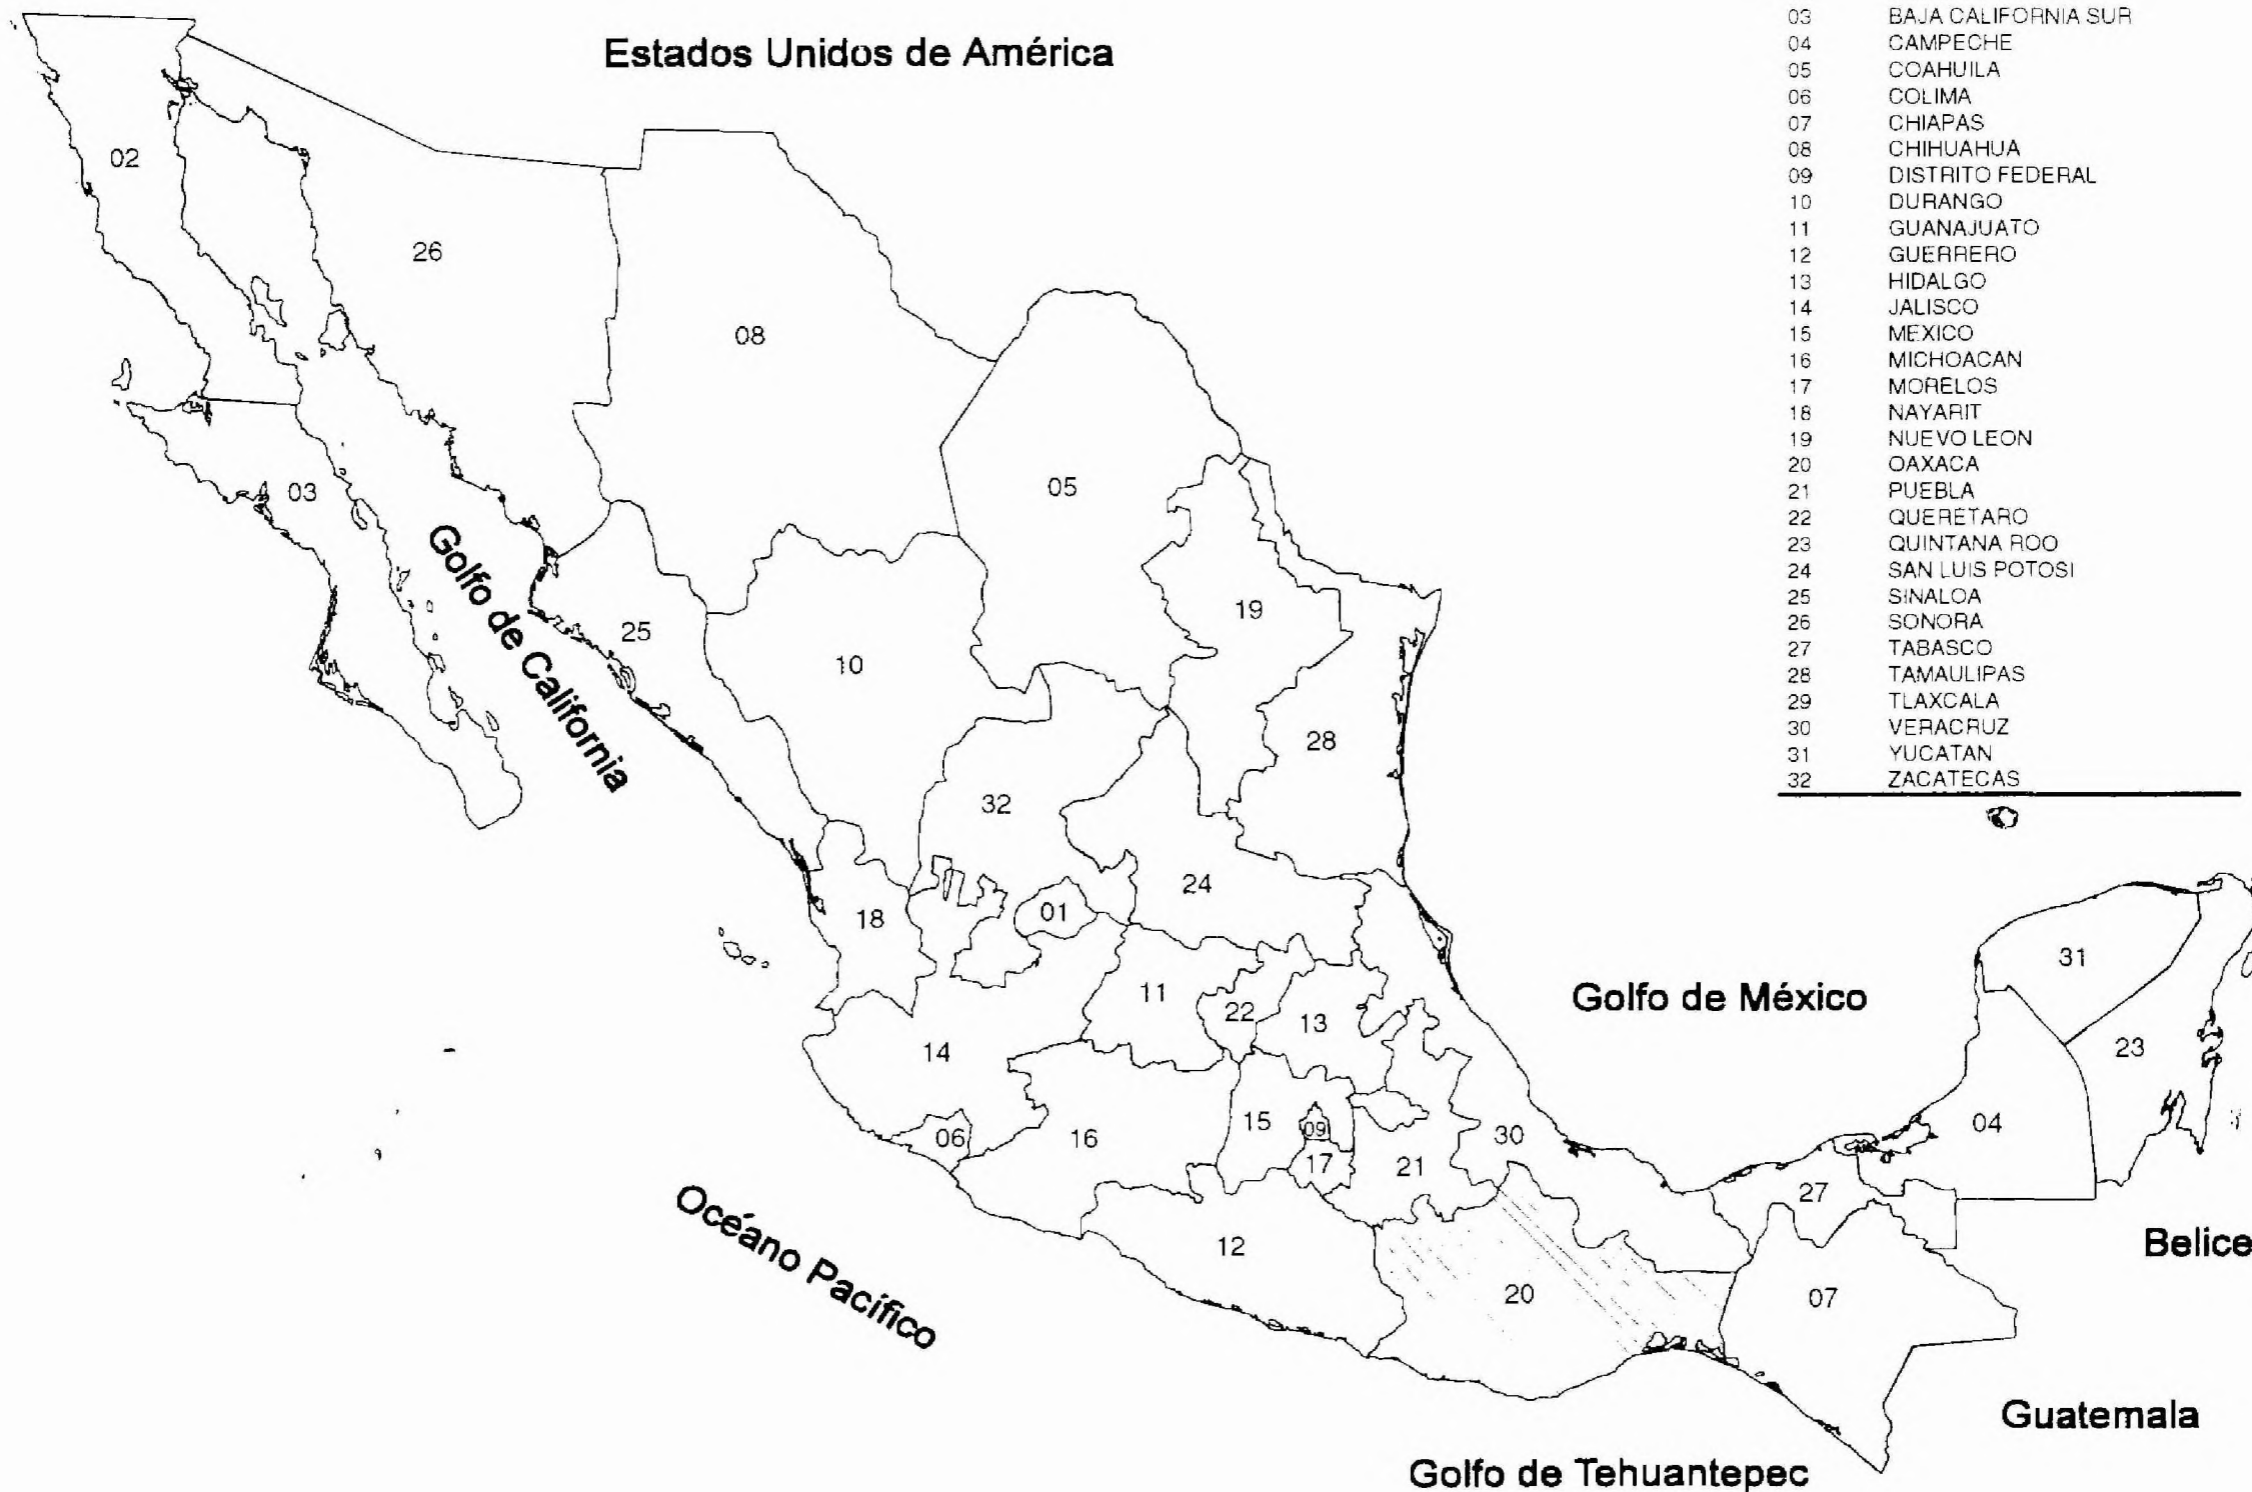 Estados Unidos de América
03 BAJA CALIFORNIA SUR
04 CAMPECHE
05 COAHUILA
06 COLIMA
07 CHIAPAS
08 CHIHUAHUA
09 DISTRITO FEDERAL
10 DURANGO
11 GUANAJUATO
12 GUERRERO
13 HIDALGO
14 JALISCO
15 MEXICO
16 MICHOACAN
17 MORELOS
18 NAYARIT
19 NUEVO LEON
20 OAXACA
21 PUEBLA
22 QUERETARO
23 QUINTANA ROO
24 SAN LUIS POTOSI
25 SINALOA
26 SONORA
27 TABASCO
28 TAMAULIPAS
29 TLAXCALA
30 VERACRUZ
31 YUCATAN
32 ZACATECAS
02
26
08
03
05
Golfo de California
19
25
10
28
32
24
01
18
31
11
Golfo de México
22
13
14
23
15
09
04
06
16
30
17
21
27
Océano Pacífico
12
Belice
20
07
Guatemala
Golfo de Tehuantepec